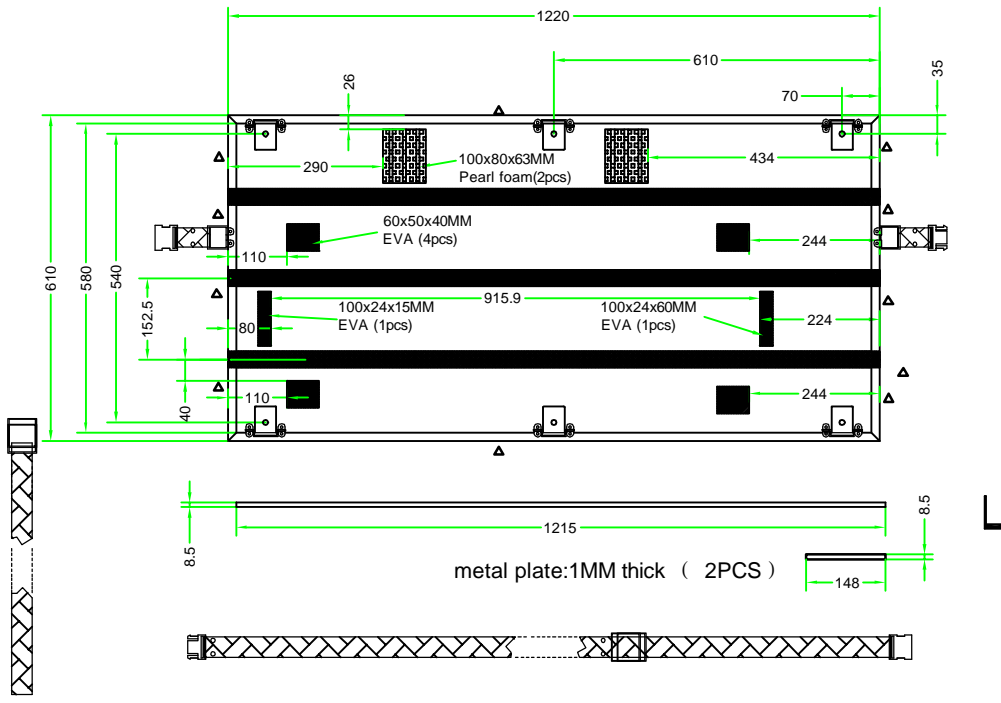 1220
610
35
26
70
290
100x80x63MM
Pearl foam(2pcs)
434
60x50x40MM
EVA (4pcs)
110
244
610
580
540
152.5
915.9
100x24x15MM
EVA (1pcs)
100x24x60MM
EVA (1pcs)
80
224
110
244
40
8.5
1215
8.5
metal plate:1MM thick ( 2PCS )
148